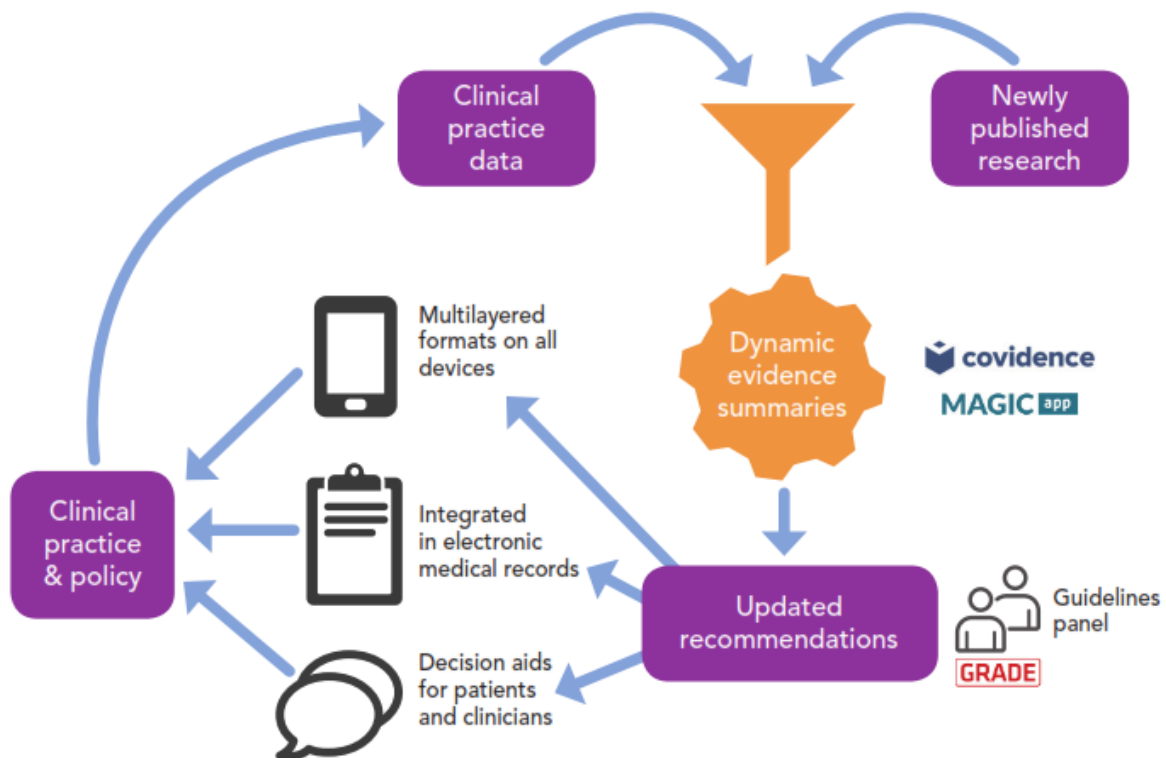 Clinical
practice
data
Newly
published
research
Dynamic
evidence
summaries
covidence
MAGIC app
Multilayered
formats on all
devices
Clinical
practice
& policy
Integrated
in electronic
medical records
Updated
recommendations
Guidelines
panel
GRADE
Decision aids
for patients
and clinicians